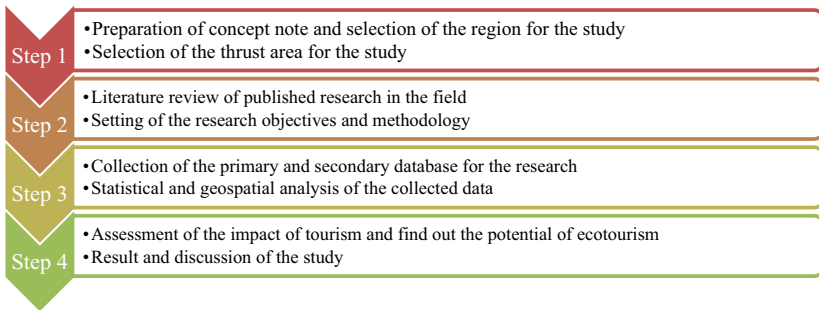 Step 1
•Preparation of concept note and selection of the region for the study
•Selection of the thrust area for the study
Step 2
•Literature review of published research in the field
•Setting of the research objectives and methodology
Step 3
•Collection of the primary and secondary database for the research
•Statistical and geospatial analysis of the collected data
Step 4
•Assessment of the impact of tourism and find out the potential of ecotourism
•Result and discussion of the study